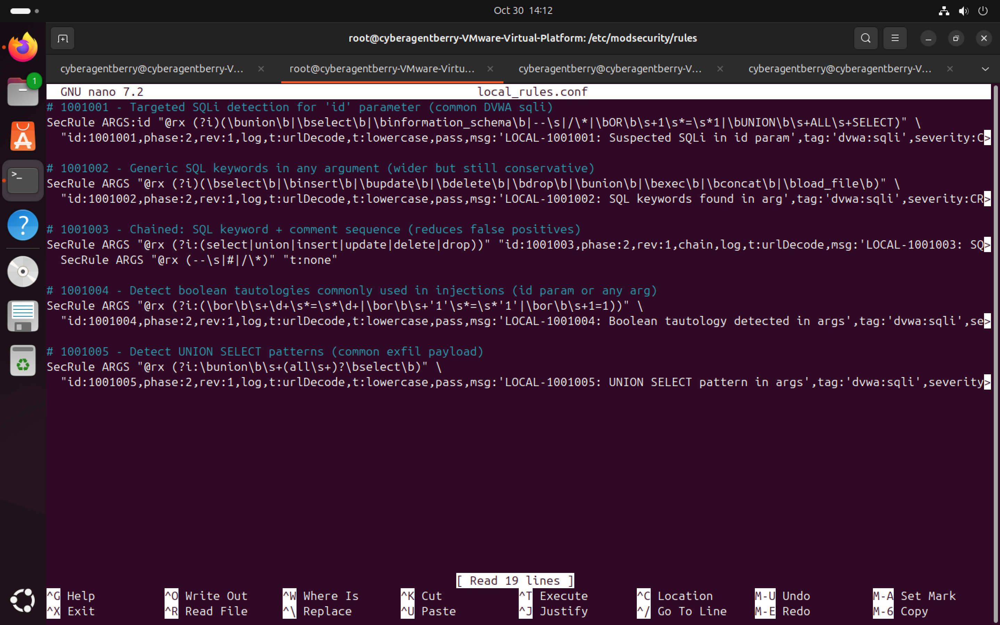 Oct 30 14:12
root@cyberagentberry-VMware-Virtual-Platform: /etc/modsecurity/rules
cyberagentberry@cyberagentberry-V...
root@cyberagentberry-VMware-Virtu...
cyberagentberry@cyberagentberry-V...
cyberagentberry@cyberagentberry-V...
1
GNU nano 7.2 local_rules.conf
# 1001001 - Targeted SQLi detection for 'id' parameter (common DVWA sqli)
SecRule ARGS:id "@rx (?i)(\bunion\b|\bselect\b|\binformation_schema\b|--\s|/\*|\bOR\b\s+1\s*=\s*1|\bUNION\b\s+ALL\s+SELECT)" \
"id:1001001,phase:2,rev:1,log,t:urlDecode,t:lowercase,pass,msg:'LOCAL-1001001: Suspected SQLi in id param',tag:'dvwa:sqli',severity:C>
# 1001002 - Generic SQL keywords in any argument (wider but still conservative)
SecRule ARGS "@rx (?i)(\bselect\b|\binsert\b|\bupdate\b|\bdelete\b|\bdrop\b|\bunion\b|\bexec\b|\bconcat\b|\bload_file\b)" \
"id:1001002,phase:2,rev:1,log,t:urlDecode,t:lowercase,pass,msg:'LOCAL-1001002: SQL keywords found in arg',tag:'dvwa:sqli',severity:CR>
# 1001003 - Chained: SQL keyword + comment sequence (reduces false positives)
SecRule ARGS "@rx (?i:(select|union|insert|update|delete|drop))" "id:1001003,phase:2,rev:1,chain,log,t:urlDecode,msg:'LOCAL-1001003: SQ>
SecRule ARGS "@rx (--\s|#|/\*)" "t:none"
# 1001004 - Detect boolean tautologies commonly used in injections (id param or any arg)
SecRule ARGS "@rx (?i:(\bor\b\s+\d+\s*=\s*\d+|\bor\b\s+'1'\s*=\s*'1'|\bor\b\s+1=1))" \
"id:1001004,phase:2,rev:1,log,t:urlDecode,t:lowercase,pass,msg:'LOCAL-1001004: Boolean tautology detected in args',tag:'dvwa:sqli',se>
# 1001005 - Detect UNION SELECT patterns (common exfil payload)
SecRule ARGS "@rx (?i:\bunion\b\s+(all\s+)?\bselect\b)" \
"id:1001005,phase:2,rev:1,log,t:urlDecode,t:lowercase,pass,msg:'LOCAL-1001005: UNION SELECT pattern in args',tag:'dvwa:sqli',severity>
[ Read 19 lines ]
^G Help ^O Write Out ^W Where Is ^K Cut ^T Execute ^C Location M-U Undo M-A Set Mark
^X Exit ^R Read File ^\ Replace ^U Paste ^J Justify ^/ Go To Line M-E Redo M-6 Copy